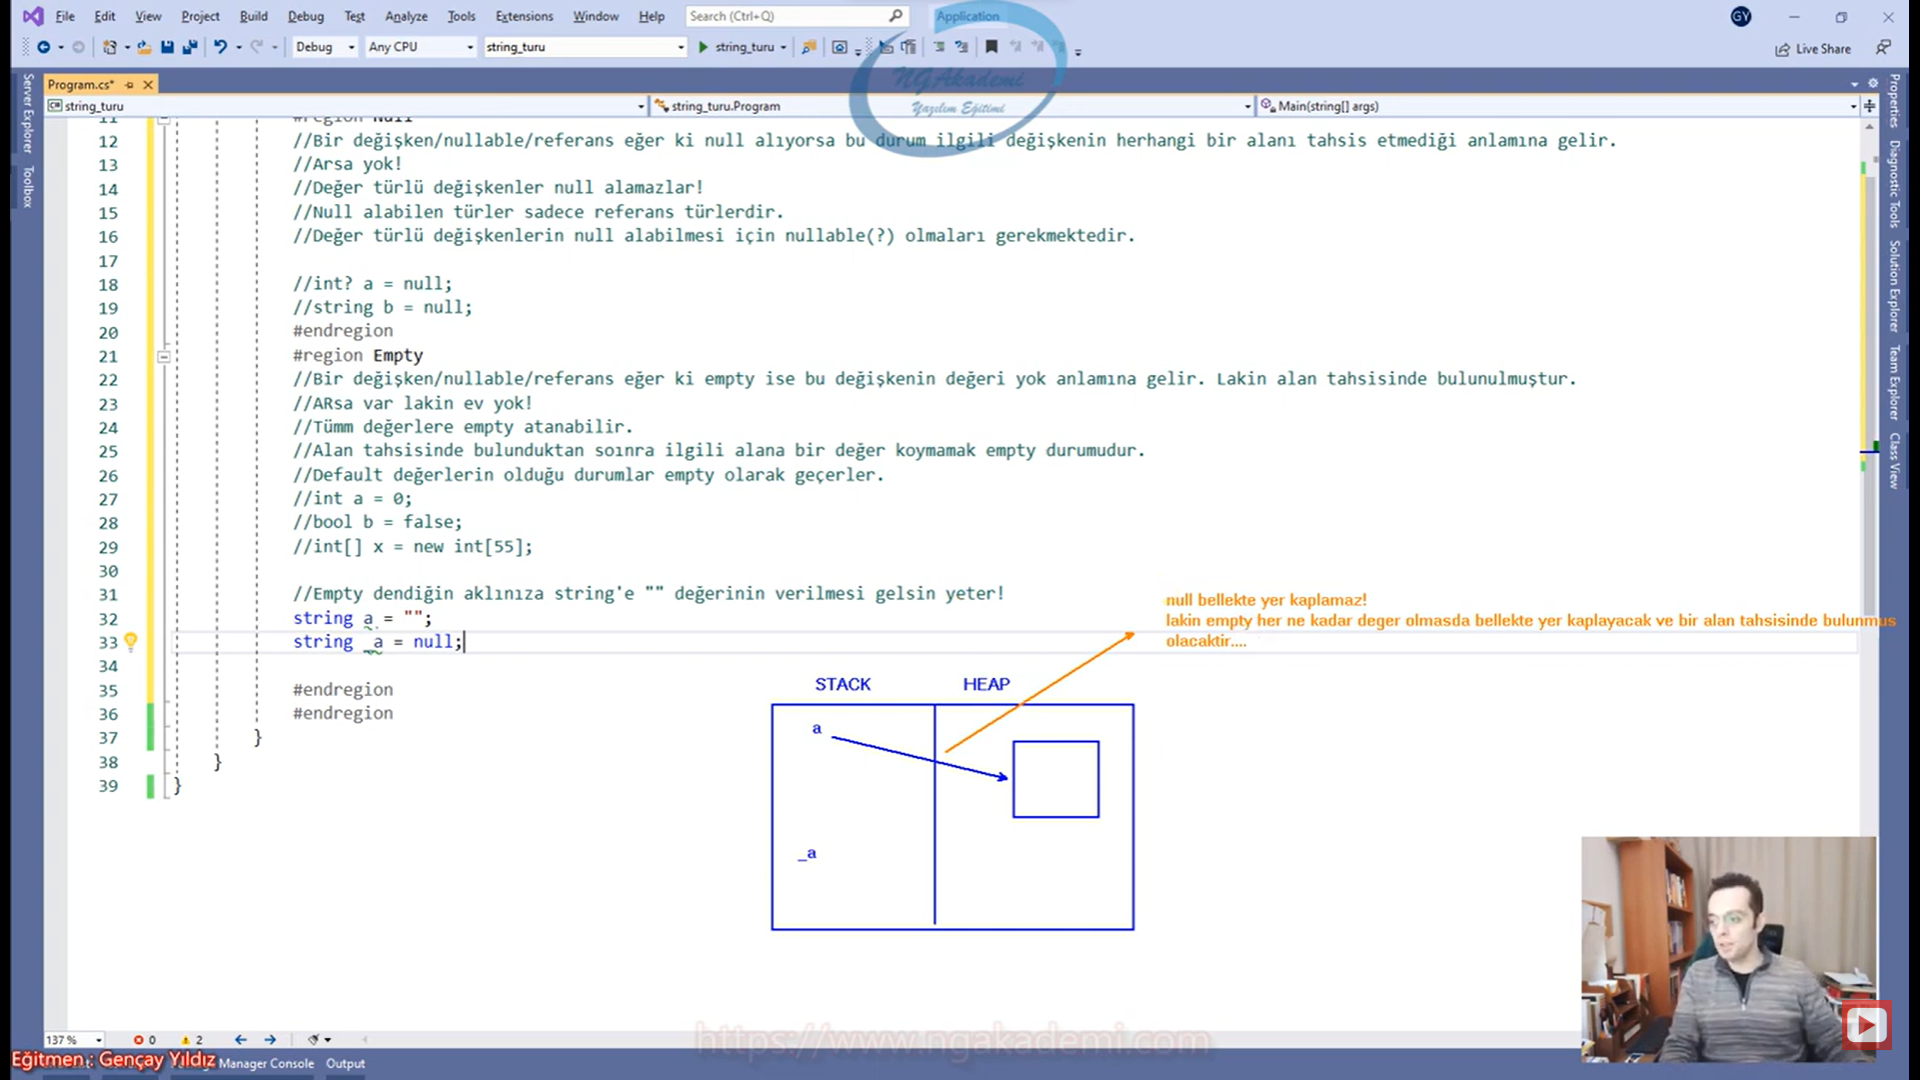 File Edit View Project Build Debug Test Analyze Tools Extensions Window Help Search (Ctrl+Q) Application GY
Debug Any CPU string_turu string_turu Live Share
NGAkademi
Yazılım Eğitimi
Program.cs*
string_turu string_turu.Program Main(string[] args)
Server Explorer
Toolbox
Properties
Diagnostic Tools
Solution Explorer
Team Explorer
Class View
11 #region Null
12 //Bir değişken/nullable/referans eğer ki null alıyorsa bu durum ilgili değişkenin herhangi bir alanı tahsis etmediği anlamına gelir.
13 //Arsa yok!
14 //Değer türlü değişkenler null alamazlar!
15 //Null alabilen türler sadece referans türlerdir.
16 //Değer türlü değişkenlerin null alabilmesi için nullable(?) olmaları gerekmektedir.
17
18 //int? a = null;
19 //string b = null;
20 #endregion
21 #region Empty
22 //Bir değişken/nullable/referans eğer ki empty ise bu değişkenin değeri yok anlamına gelir. Lakin alan tahsisinde bulunulmuştur.
23 //ARsa var lakin ev yok!
24 //Tümm değerlere empty atanabilir.
25 //Alan tahsisinde bulunduktan soınra ilgili alana bir değer koymamak empty durumudur.
26 //Default değerlerin olduğu durumlar empty olarak geçerler.
27 //int a = 0;
28 //bool b = false;
29 //int[] x = new int[55];
30
31 //Empty dendiğin aklınıza string'e "" değerinin verilmesi gelsin yeter!
32 string a = "";
33 string _a = null;
34
35 #endregion
36 #endregion
37 }
38 }
39 }
null bellekte yer kaplamaz!
lakin empty her ne kadar deger olmasda bellekte yer kaplayacak ve bir alan tahsisinde bulunmus
olacaktir....
STACK HEAP
a
_a
137 % 0 2
https://www.ngakademi.com
Eğitmen : Gençay Yıldız
Manager Console Output